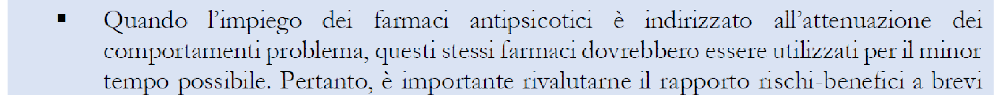 ▪ Quando l’impiego dei farmaci antipsicotici è indirizzato all’attenuazione dei
comportamenti problema, questi stessi farmaci dovrebbero essere utilizzati per il minor
tempo possibile. Pertanto, è importante rivalutarne il rapporto rischi-benefici a brevi